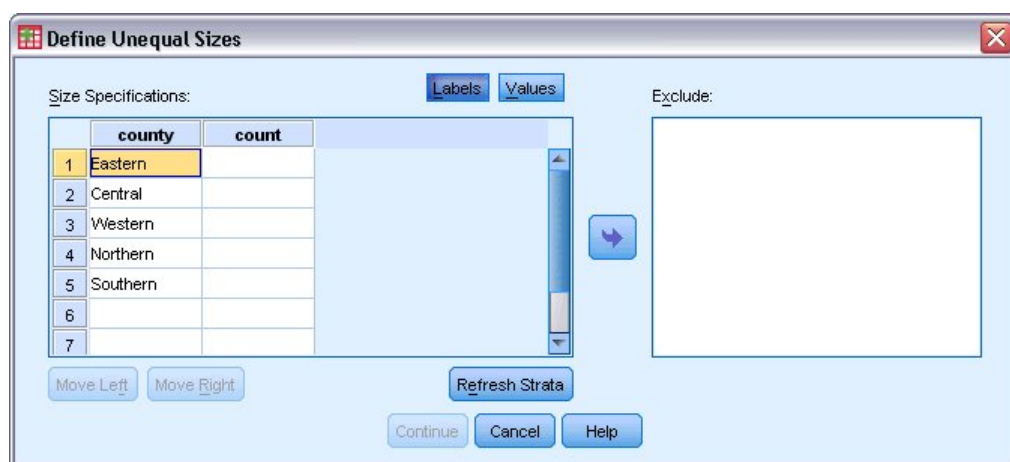 Define Unequal Sizes
Size Specifications:
Labels Values
Exclude:
county count
1 Eastern
2 Central
3 Western
4 Northern
5 Southern
6
7
Move Left Move Right Refresh Strata
Continue Cancel Help